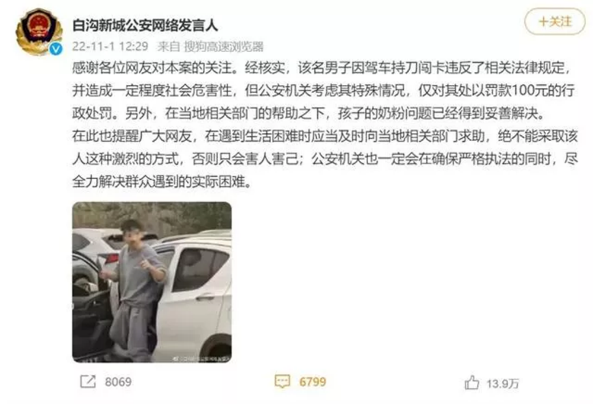 白沟新城公安网络发言人
+关注
22-11-1 12:29 来自 搜狗高速浏览器
感谢各位网友对本案的关注。经核实，该名男子因驾车持刀闯卡违反了相关法律规定，
并造成一定程度社会危害性，但公安机关考虑其特殊情况，仅对其处以罚款100元的行
政处罚。另外，在当地相关部门的帮助之下，孩子的奶粉问题已经得到妥善解决。
在此也提醒广大网友，在遇到生活困难时应当及时向当地相关部门求助，绝不能采取该
人这种激烈的方式，否则只会害人害己；公安机关也一定会在确保严格执法的同时，尽
全力解决群众遇到的实际困难。
8069
6799
13.9万